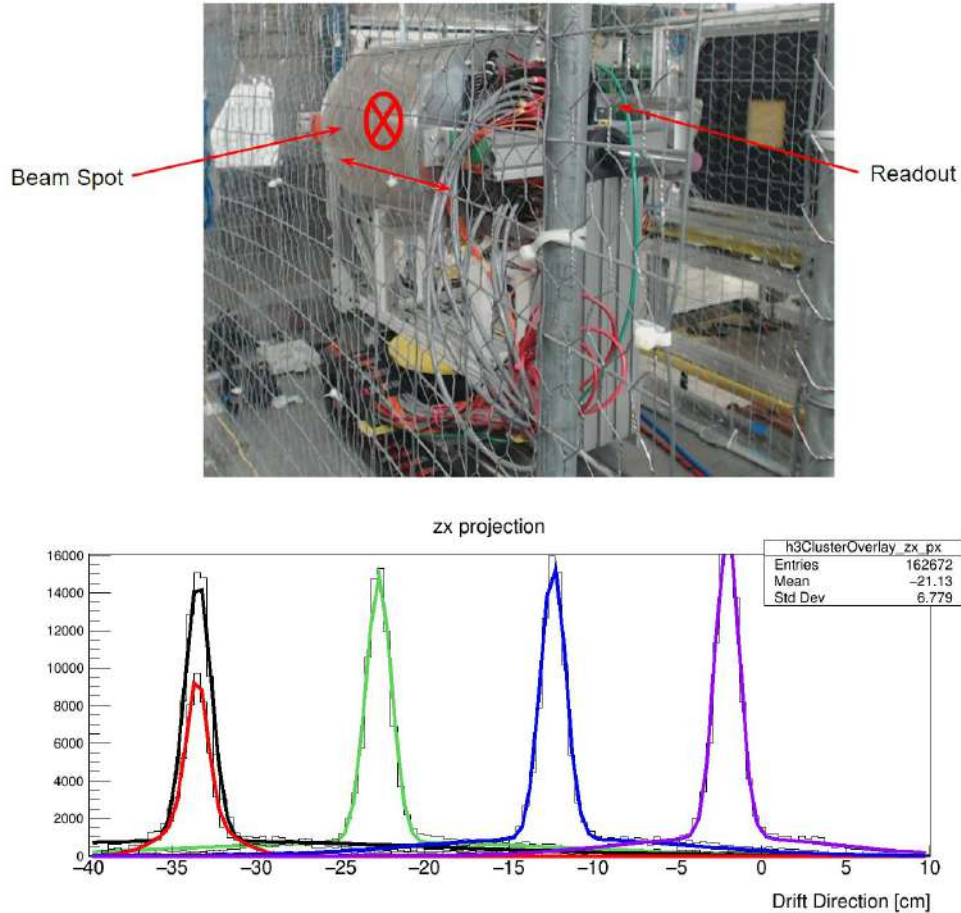 Beam Spot
Readout
zx projection
h3ClusterOverlay_zx_px
Entries 162672
Mean −21.13
Std Dev 6.779
16000
14000
12000
10000
8000
6000
4000
2000
0
−40 −35 −30 −25 −20 −15 −10 −5 0 5 10
Drift Direction [cm]